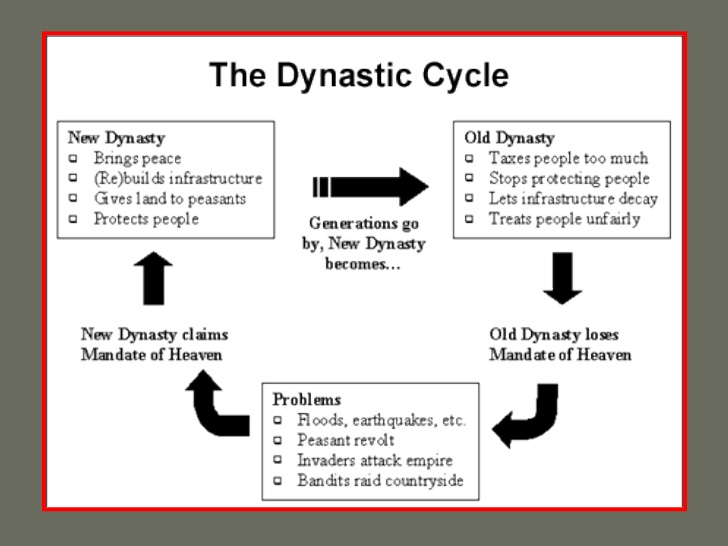 The Dynastic Cycle
New Dynasty
Brings peace
(Re)builds infrastructure
Gives land to peasants
Protects people
Generations go
by, New Dynasty
becomes...
Old Dynasty
Taxes people too much
Stops protecting people
Lets infrastructure decay
Treats people unfairly
Old Dynasty loses
Mandate of Heaven
Problems
Floods, earthquakes, etc.
Peasant revolt
Invaders attack empire
Bandits raid countryside
New Dynasty claims
Mandate of Heaven